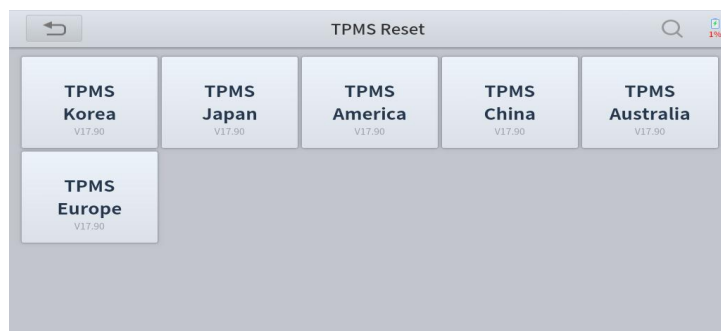 TPMS Reset
1%
TPMS
Korea
V17.90
TPMS
Japan
V17.90
TPMS
America
V17.90
TPMS
China
V17.90
TPMS
Australia
V17.90
TPMS
Europe
V17.90